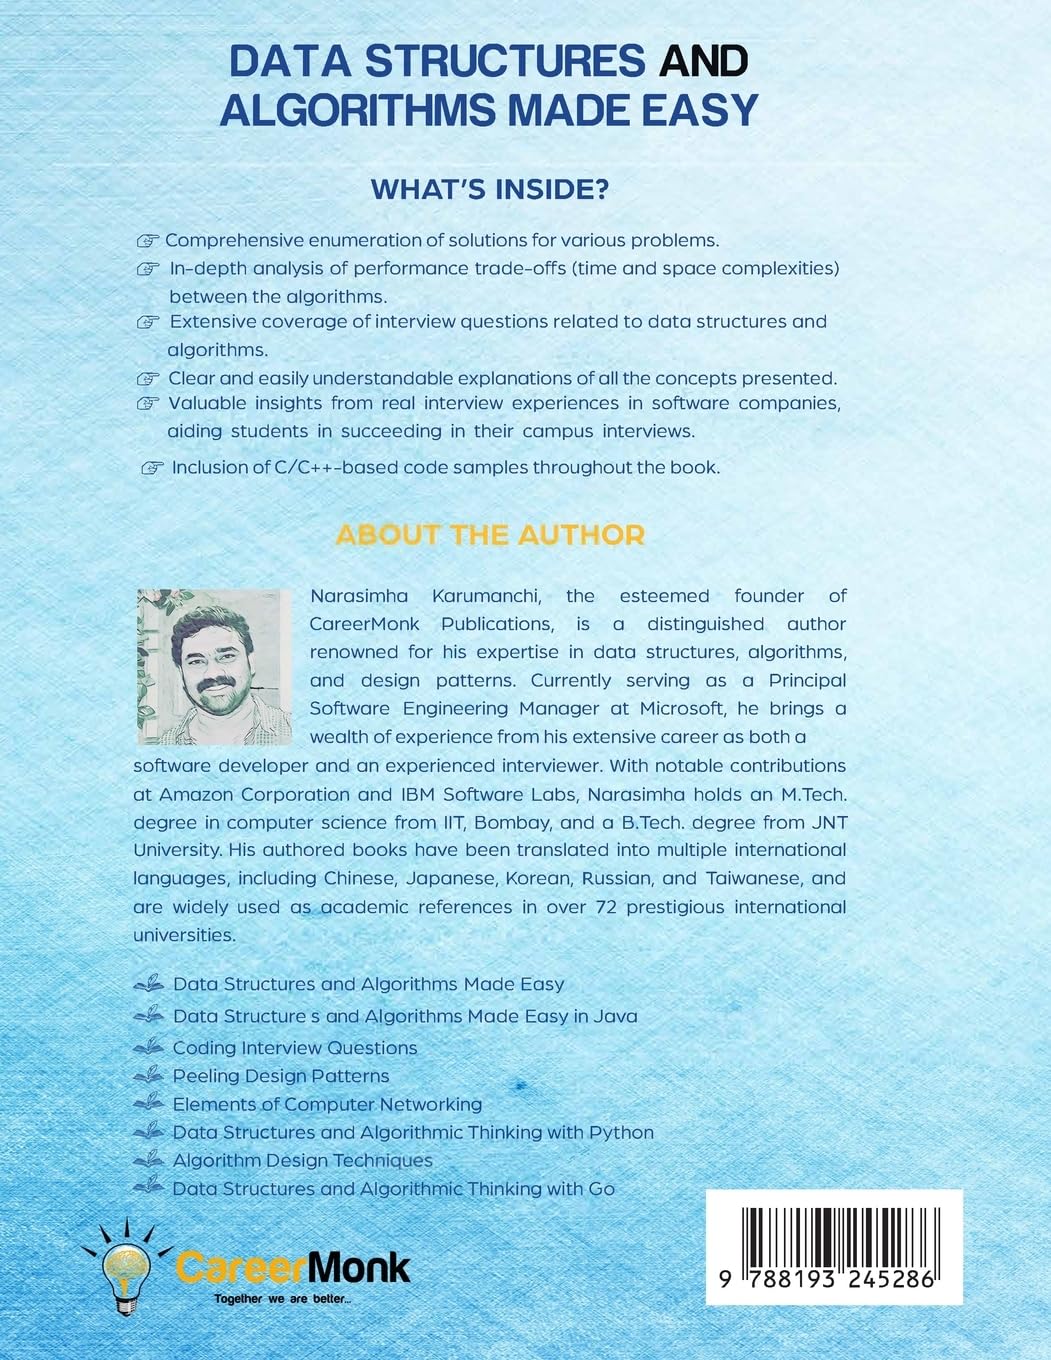 DATA STRUCTURES AND
ALGORITHMS MADE EASY
WHAT'S INSIDE?
Comprehensive enumeration of solutions for various problems.
In-depth analysis of performance trade-offs (time and space complexities)
between the algorithms.
Extensive coverage of interview questions related to data structures and
algorithms.
Clear and easily understandable explanations of all the concepts presented.
Valuable insights from real interview experiences in software companies,
aiding students in succeeding in their campus interviews.
Inclusion of C/C++-based code samples throughout the book.
ABOUT THE AUTHOR
Narasimha Karumanchi, the esteemed founder of
CareerMonk Publications, is a distinguished author
renowned for his expertise in data structures, algorithms,
and design patterns. Currently serving as a Principal
Software Engineering Manager at Microsoft, he brings a
wealth of experience from his extensive career as both a
software developer and an experienced interviewer. With notable contributions
at Amazon Corporation and IBM Software Labs, Narasimha holds an M.Tech.
degree in computer science from IIT, Bombay, and a B.Tech. degree from JNT
University. His authored books have been translated into multiple international
languages, including Chinese, Japanese, Korean, Russian, and Taiwanese, and
are widely used as academic references in over 72 prestigious international
universities.
Data Structures and Algorithms Made Easy
Data Structure s and Algorithms Made Easy in Java
Coding Interview Questions
Peeling Design Patterns
Elements of Computer Networking
Data Structures and Algorithmic Thinking with Python
Algorithm Design Techniques
Data Structures and Algorithmic Thinking with Go
CareerMonk
Together we are better...
9 788193 245286